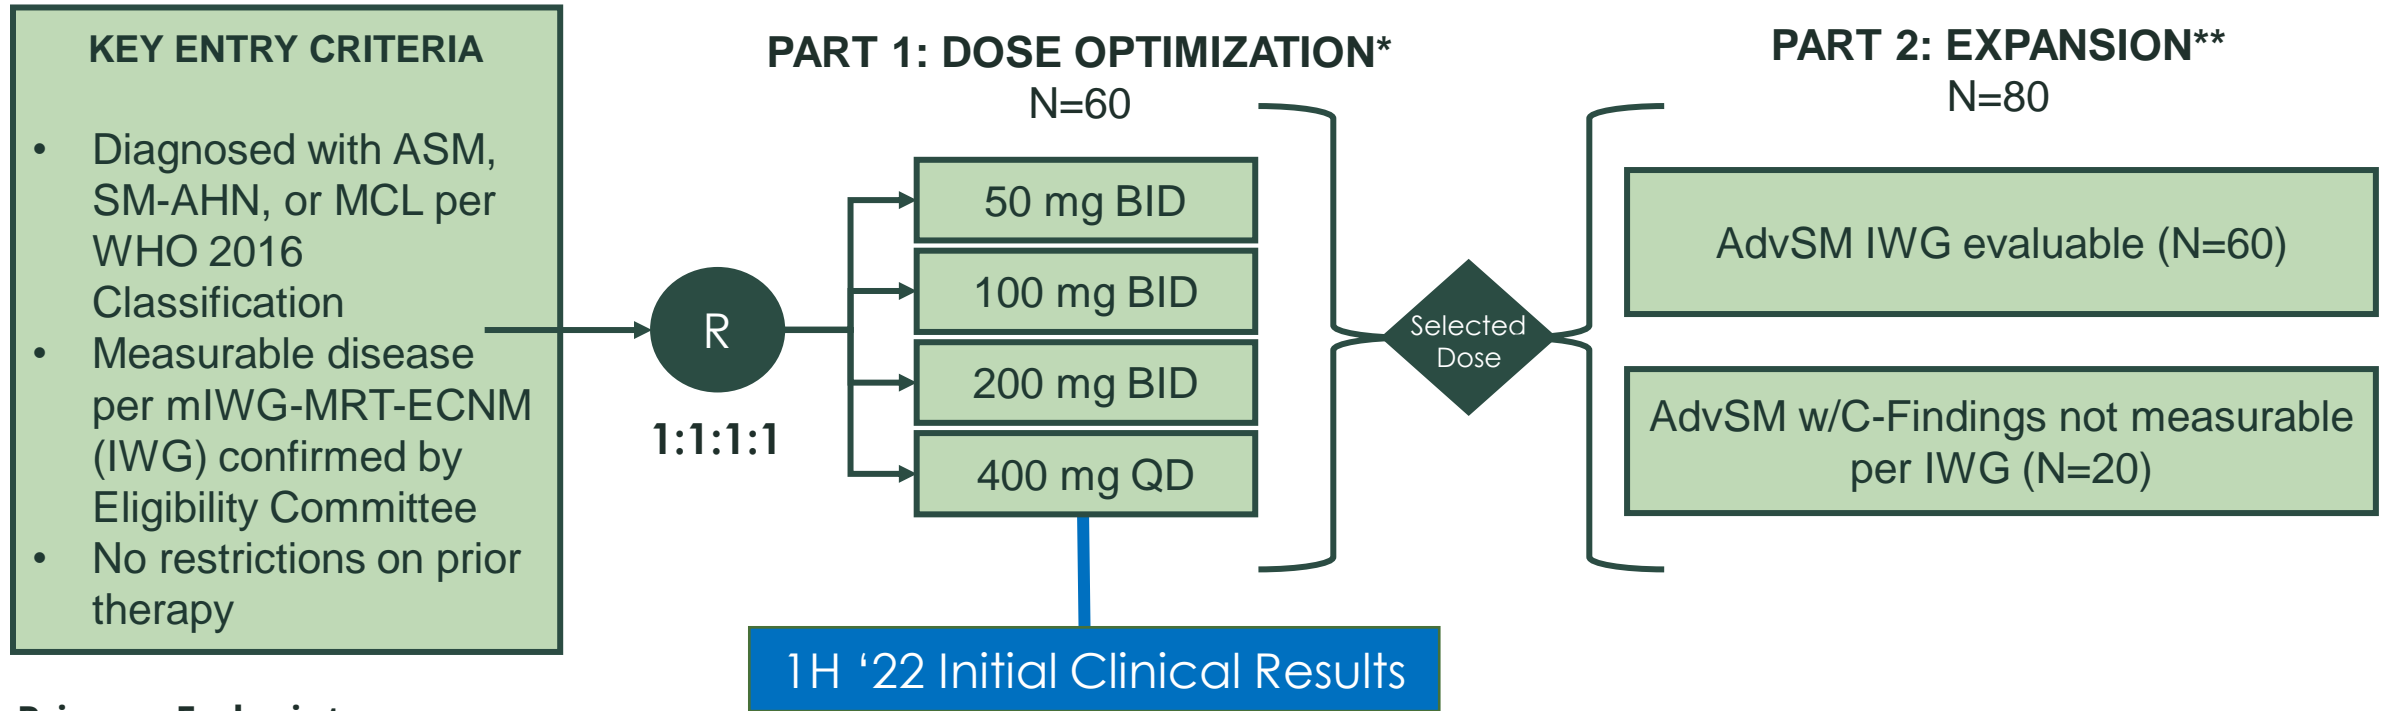 KEY ENTRY CRITERIA
• Diagnosed with ASM,
SM-AHN, or MCL per
WHO 2016
Classification
• Measurable disease
per mIWG-MRT-ECNM
(IWG) confirmed by
Eligibility Committee
• No restrictions on prior
therapy
R
1:1:1:1
PART 1: DOSE OPTIMIZATION*
N=60
50 mg BID
100 mg BID
200 mg BID
400 mg QD
1H ‘22 Initial Clinical Results
Selected
Dose
PART 2: EXPANSION**
N=80
AdvSM IWG evaluable (N=60)
AdvSM w/C-Findings not measurable
per IWG (N=20)